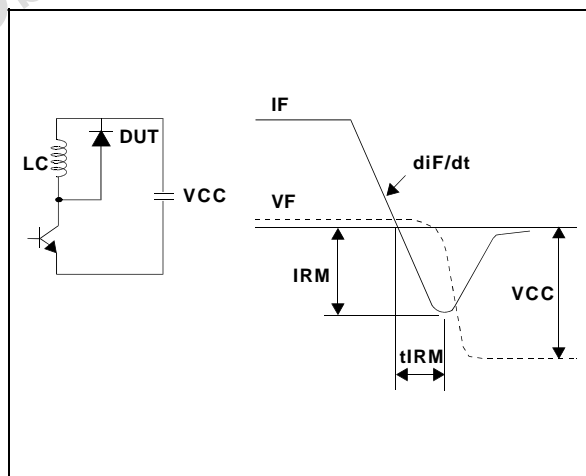 IF
DUT
diF/dt
LC
VCC
VF
IRM
VCC
tIRM